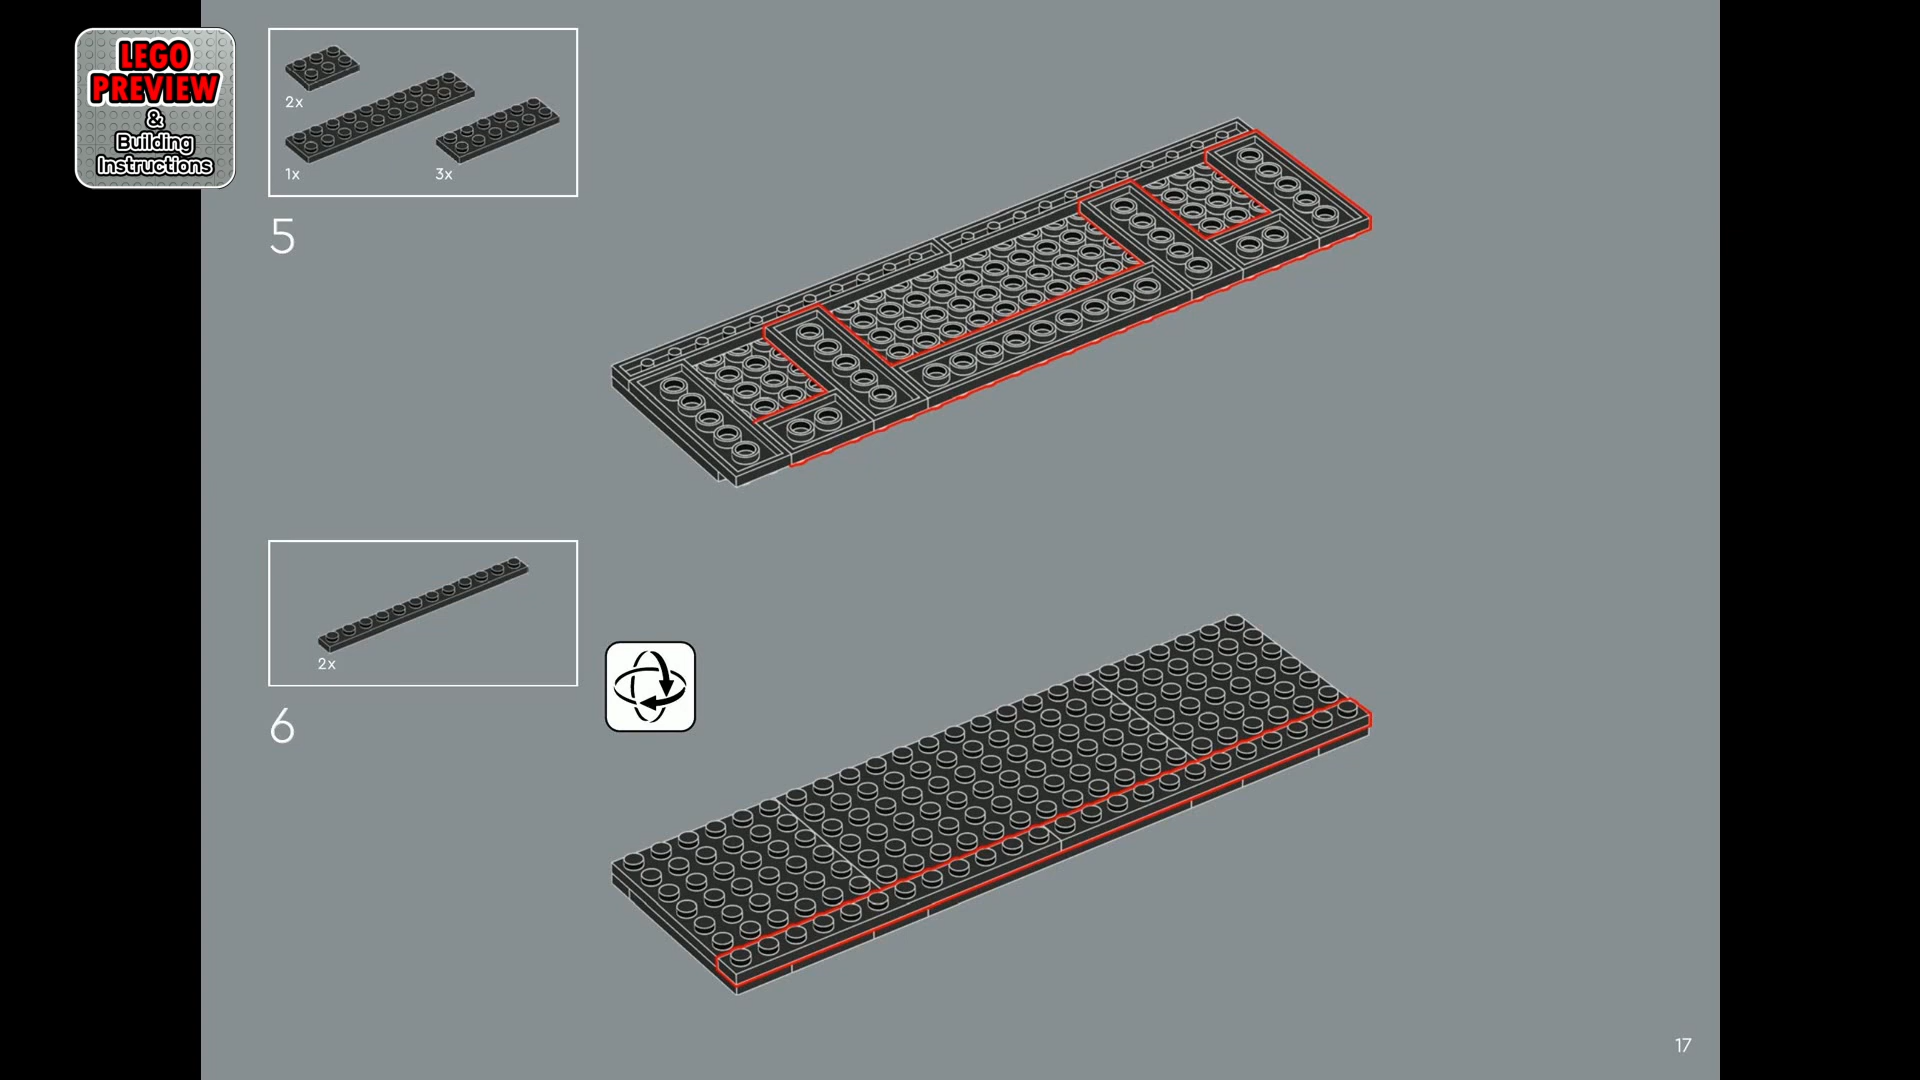 LEGO
PREVIEW
&
Building
Instructions
2x
1x
3x
5
2x
6
17